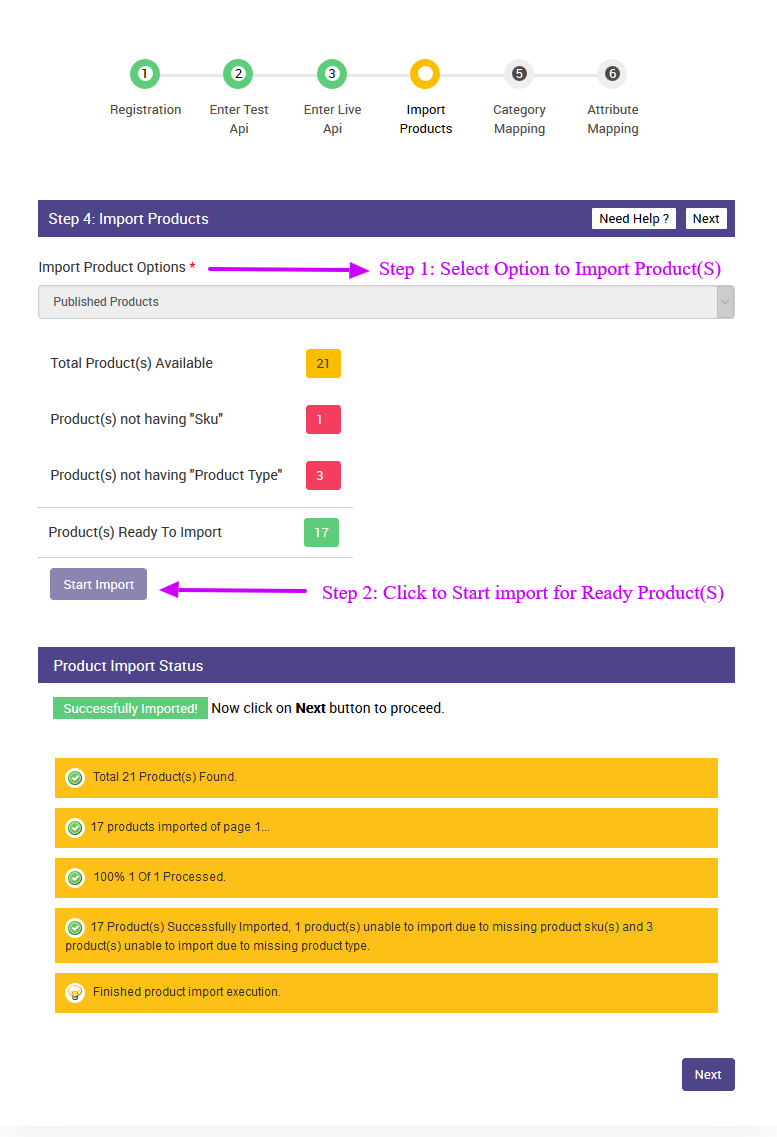 1 2 3 5 6
Registration Enter Test Api Enter Live Api Import Products Category Mapping Attribute Mapping
Step 4: Import Products Need Help ? Next
Import Product Options * Step 1: Select Option to Import Product(S)
Published Products
Total Product(s) Available 21
Product(s) not having "Sku" 1
Product(s) not having "Product Type" 3
Product(s) Ready To Import 17
Start Import Step 2: Click to Start import for Ready Product(S)
Product Import Status
Successfully Imported! Now click on Next button to proceed.
Total 21 Product(s) Found.
17 products imported of page 1...
100% 1 Of 1 Processed.
17 Product(s) Successfully Imported, 1 product(s) unable to import due to missing product sku(s) and 3
product(s) unable to import due to missing product type.
Finished product import execution.
Next